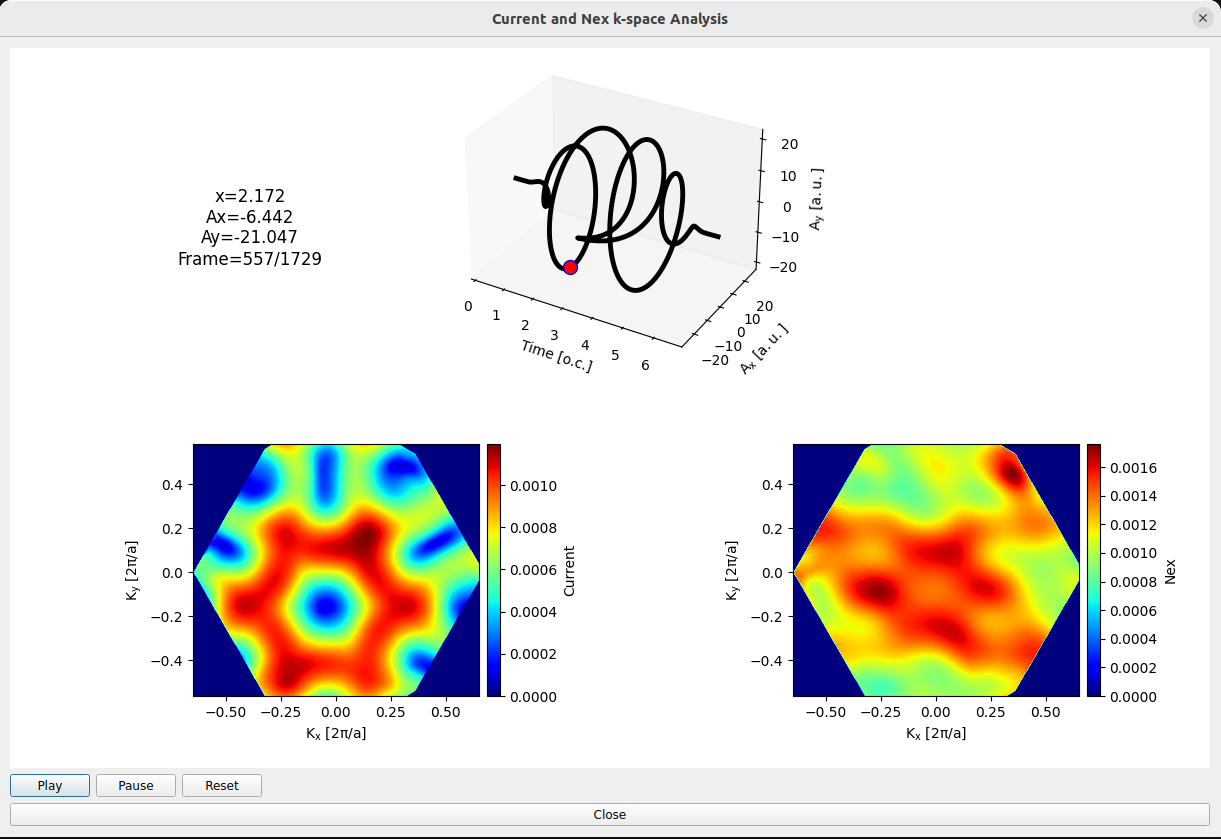 Current and Nex k-space Analysis
x=2.172
Ax=-6.442
Ay=-21.047
Frame=557/1729
20
10
0
−10
−20
Ay [a. u. ]
20
10
0
−10
−20
Ax [a. u. ]
0
1
2
3
4
5
6
Time [o.c.]
0.4
0.2
0.0
−0.2
−0.4
Ky [2π/a]
−0.50 −0.25 0.00 0.25 0.50
Kx [2π/a]
0.0010
0.0008
0.0006
0.0004
0.0002
0.0000
Current
0.4
0.2
0.0
−0.2
−0.4
Ky [2π/a]
−0.50 −0.25 0.00 0.25 0.50
Kx [2π/a]
0.0016
0.0014
0.0012
0.0010
0.0008
0.0006
0.0004
0.0002
0.0000
Nex
Play Pause Reset
Close